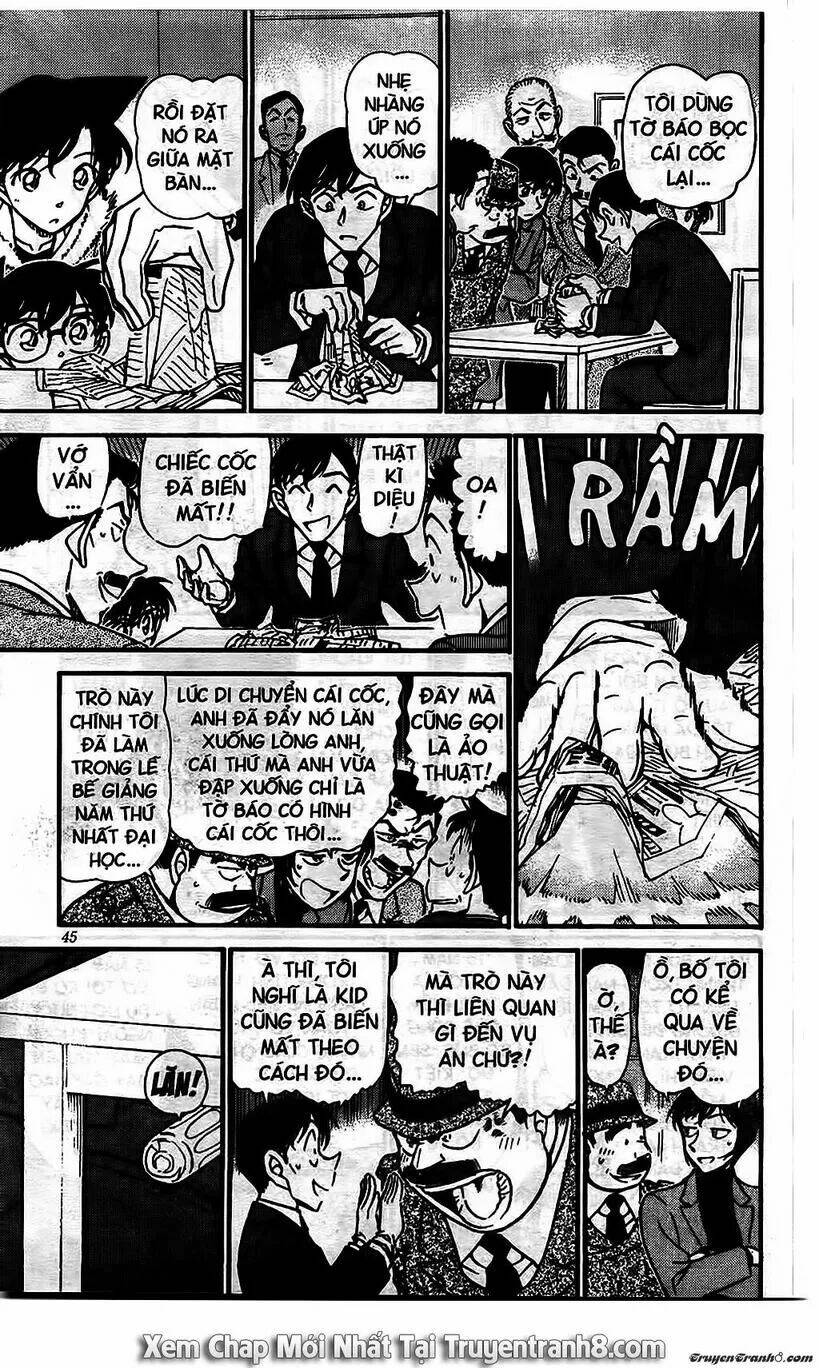 TÔI DÙNG
TỜ BÁO BỌC
CÁI CỐC
LẠI...
NHẸ
NHÀNG
ÚP NÓ
XUỐNG
...
RỒI ĐẶT
NÓ RA
GIỮA MẶT
BÀN...
RẦM
OA
!
THẬT
KÌ
DIỆU
!
CHIẾC CỐC
ĐÃ BIẾN
MẤT!!
VỚ
VẨN
...
ĐÂY MÀ
CŨNG GỌI
LÀ ẢO
THUẬT!
LÚC DI CHUYỂN CÁI CỐC,
ANH ĐÃ ĐẨY NÓ LĂN
XUỐNG LÒNG ANH,
CÁI THỨ MÀ ANH VỪA
ĐẬP XUỐNG CHỈ LÀ
TỜ BÁO CÓ HÌNH
CÁI CỐC THÔI...
TRÒ NÀY
CHÍNH TÔI
ĐÃ LÀM
TRONG LỄ
BẾ GIẢNG
NĂM THỨ
NHẤT ĐẠI
HỌC...
45
Ồ, BỐ TÔI
CÓ KỂ
QUA VỀ
CHUYỆN
ĐÓ...
Ờ,
THẾ
À?
MÀ TRÒ NÀY
THÌ LIÊN QUAN
GÌ ĐẾN VỤ
ÁN CHỨ?!
À THÌ, TÔI
NGHĨ LÀ KID
CŨNG ĐÃ BIẾN
MẤT THEO
CÁCH ĐÓ...
LĂN!
Xem Chap Mới Nhất Tại Truyentranh8.com
TruyenTranh8.com